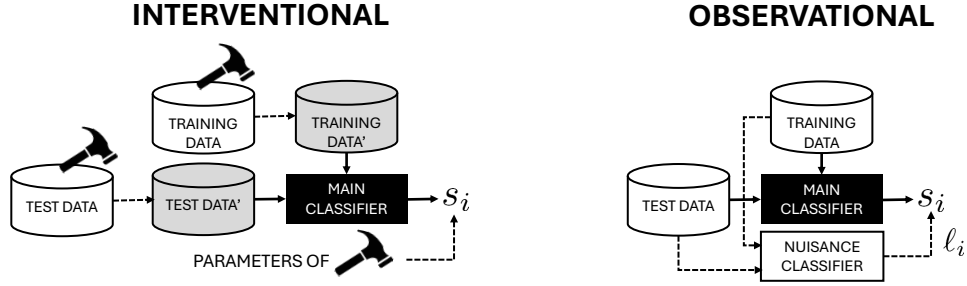 INTERVENTIONAL
TRAINING
DATA
TRAINING
DATA'
TEST DATA
TEST DATA'
MAIN
CLASSIFIER
s_i
PARAMETERS OF
OBSERVATIONAL
TRAINING
DATA
TEST DATA
MAIN
CLASSIFIER
s_i
NUISANCE
CLASSIFIER
ℓ_i